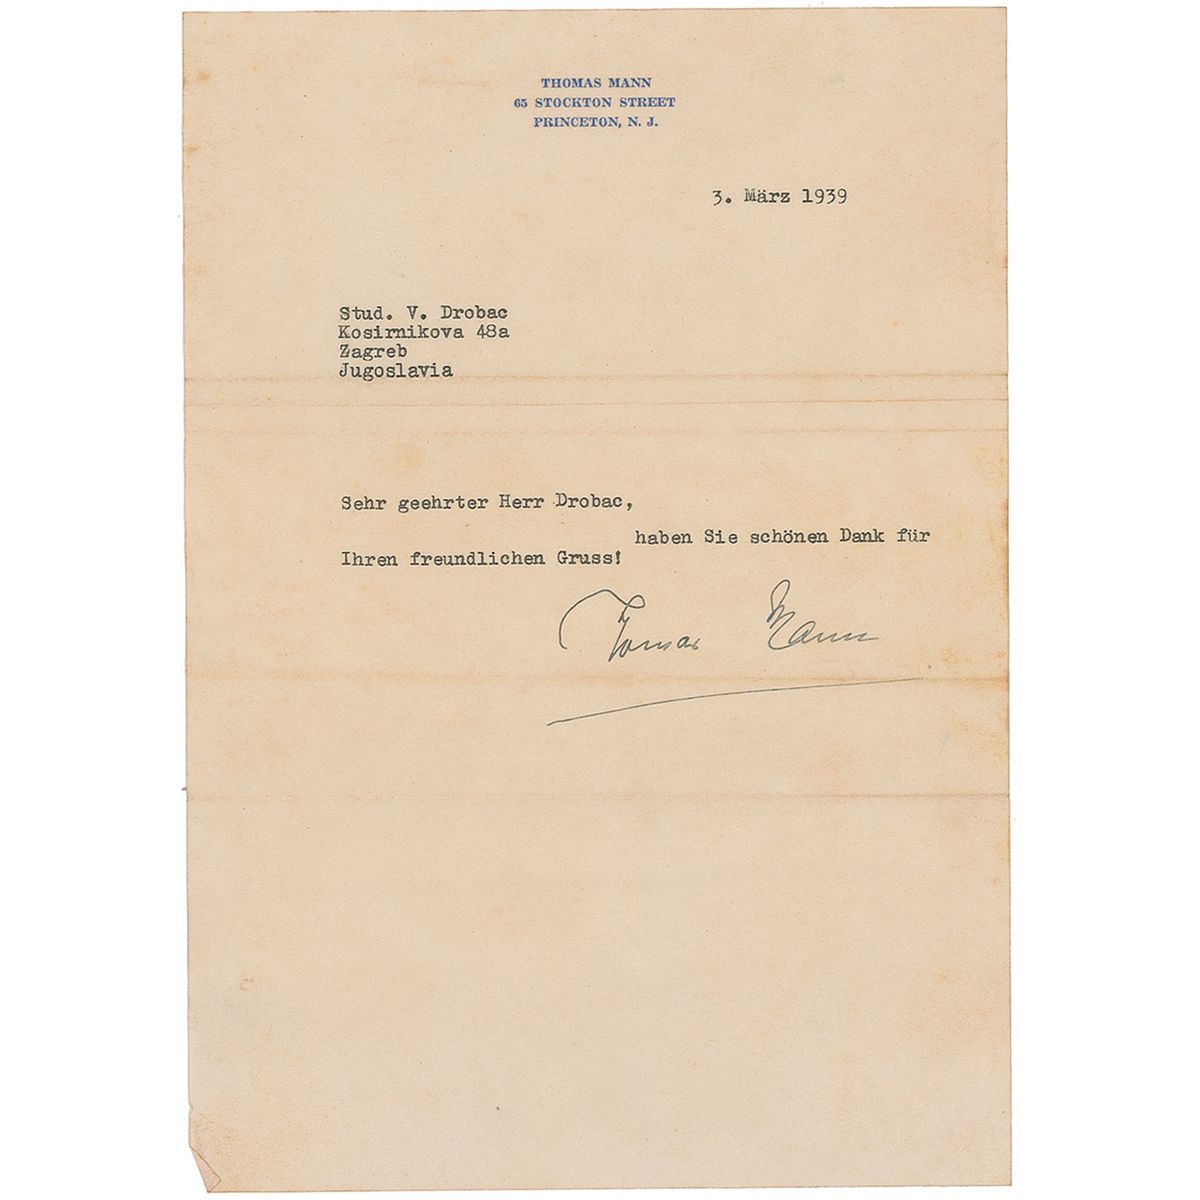 THOMAS MANN
65 STOCKTON STREET
PRINCETON, N. J.
3. März 1939
Stud. V. Drobac
Kosirnikova 48a
Zagreb
Jugoslavia
Sehr geehrter Herr Drobac,
haben Sie schönen Dank für
Ihren freundlichen Gruss!
Thomas Mann